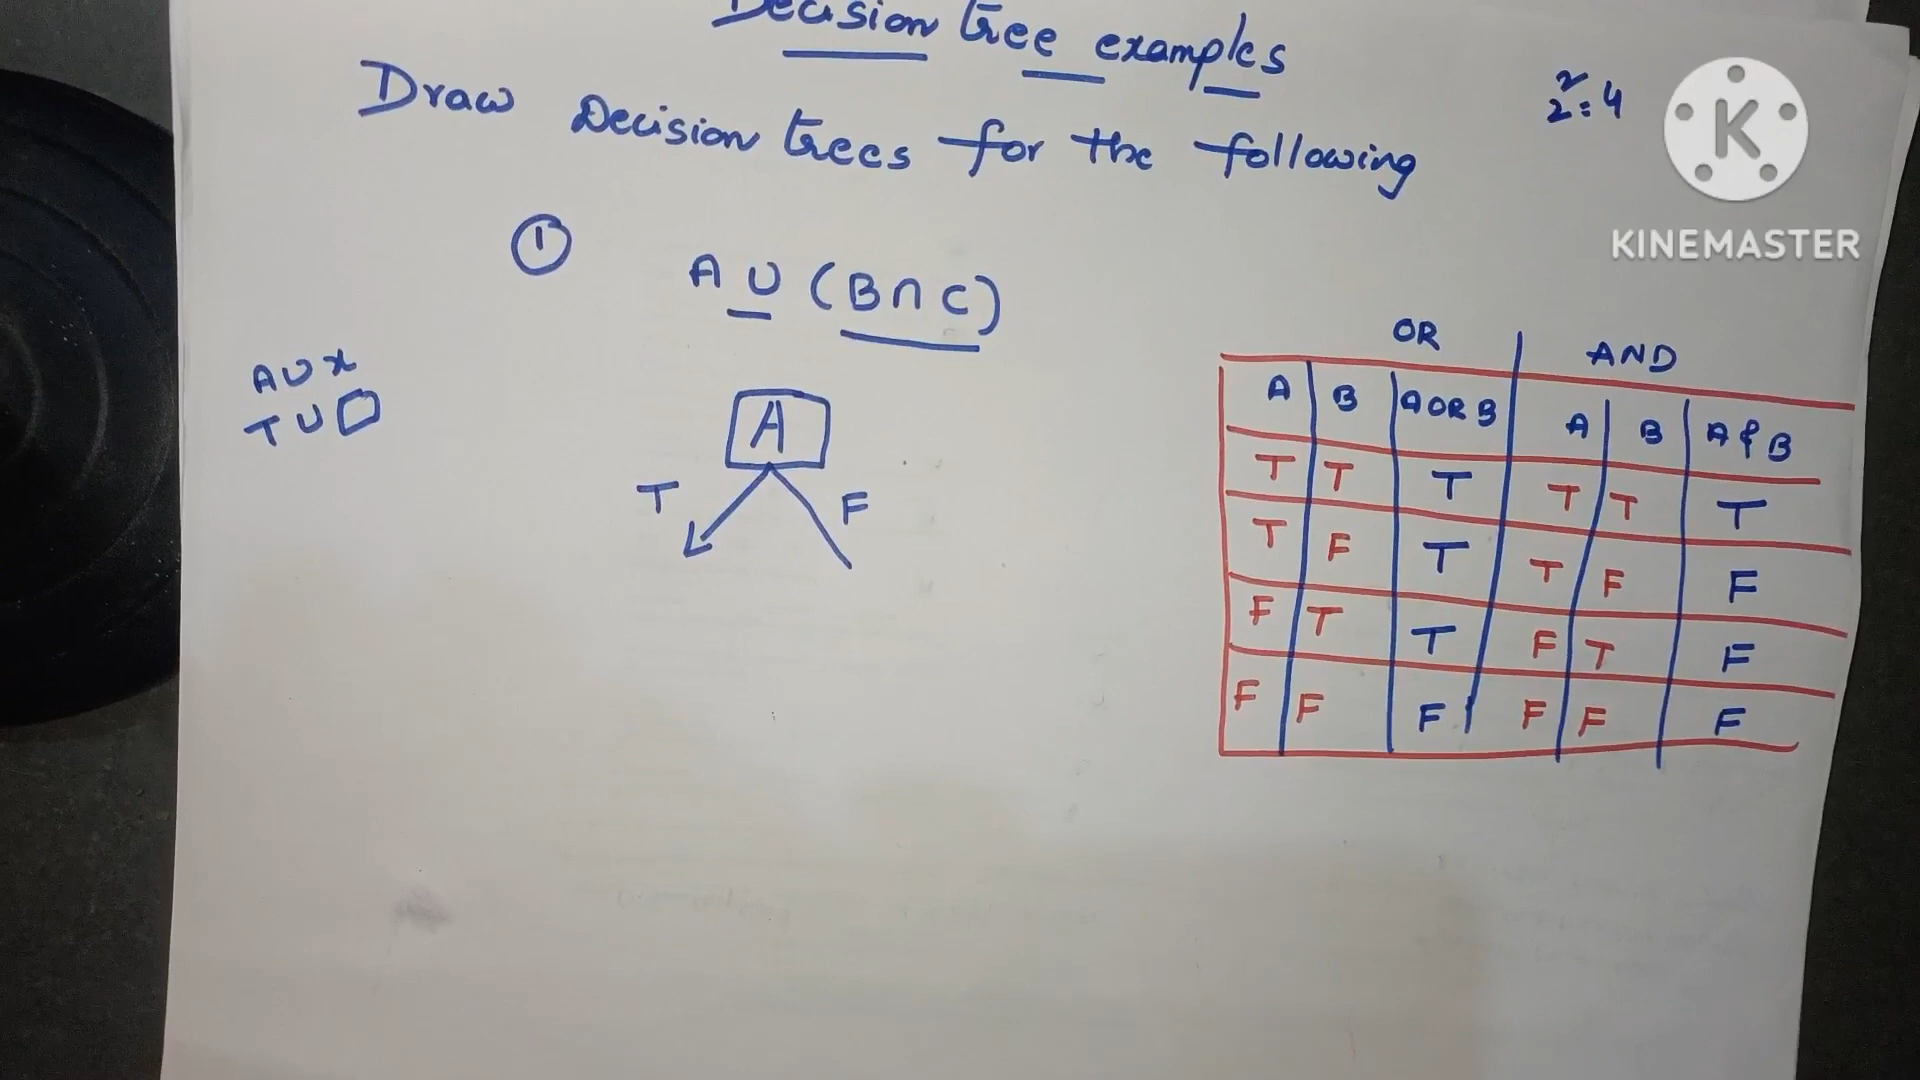 Decision tree examples
Draw Decision trees for the following
2² = 4
K
KINEMASTER
① A ∪ (B ∩ C)
A ∪ x
T ∪ □
A
T F
OR AND
A B A OR B A B A & B
T T T T T T
T F T T F F
F T T F T F
F F F F F F